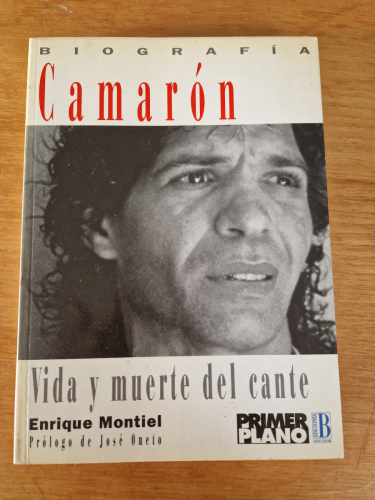 BIOGRAFÍA
Camarón
Vida y muerte del cante
Enrique Montiel
Prólogo de José Oneto
PRIMER
PLANO
B